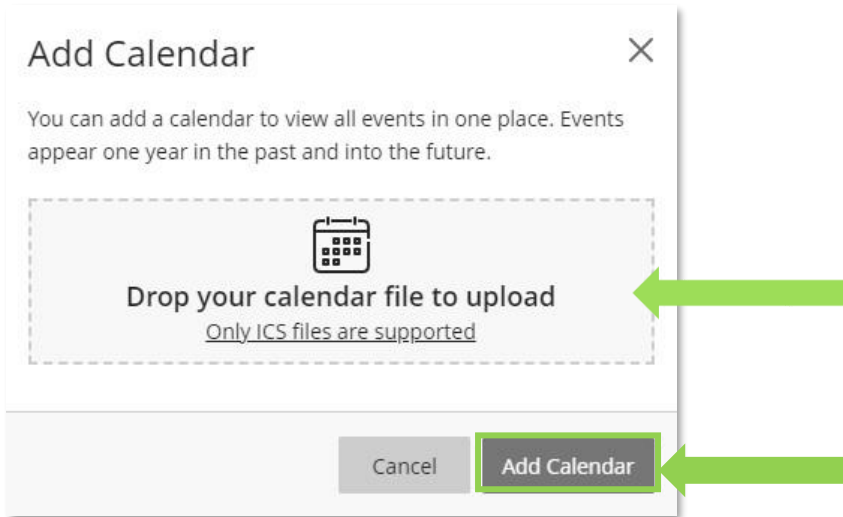 Add Calendar
You can add a calendar to view all events in one place. Events
appear one year in the past and into the future.
Drop your calendar file to upload
Only ICS files are supported
Cancel
Add Calendar